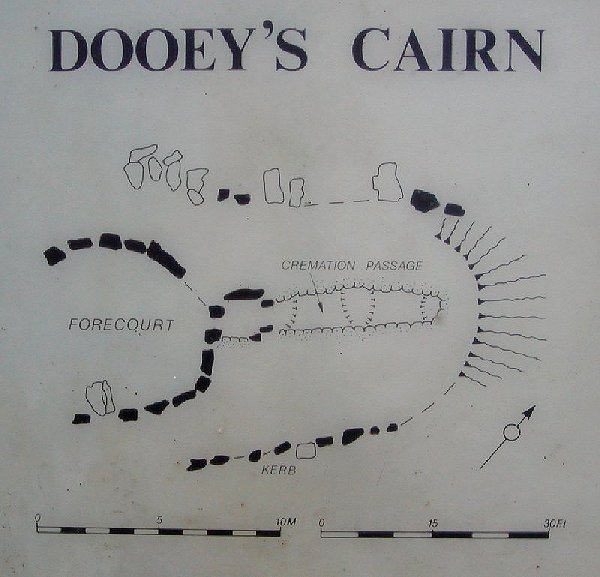 DOOEY'S CAIRN
CREMATION PASSAGE
FORECOURT
KERB
0 5 10M
0 15 30Ft